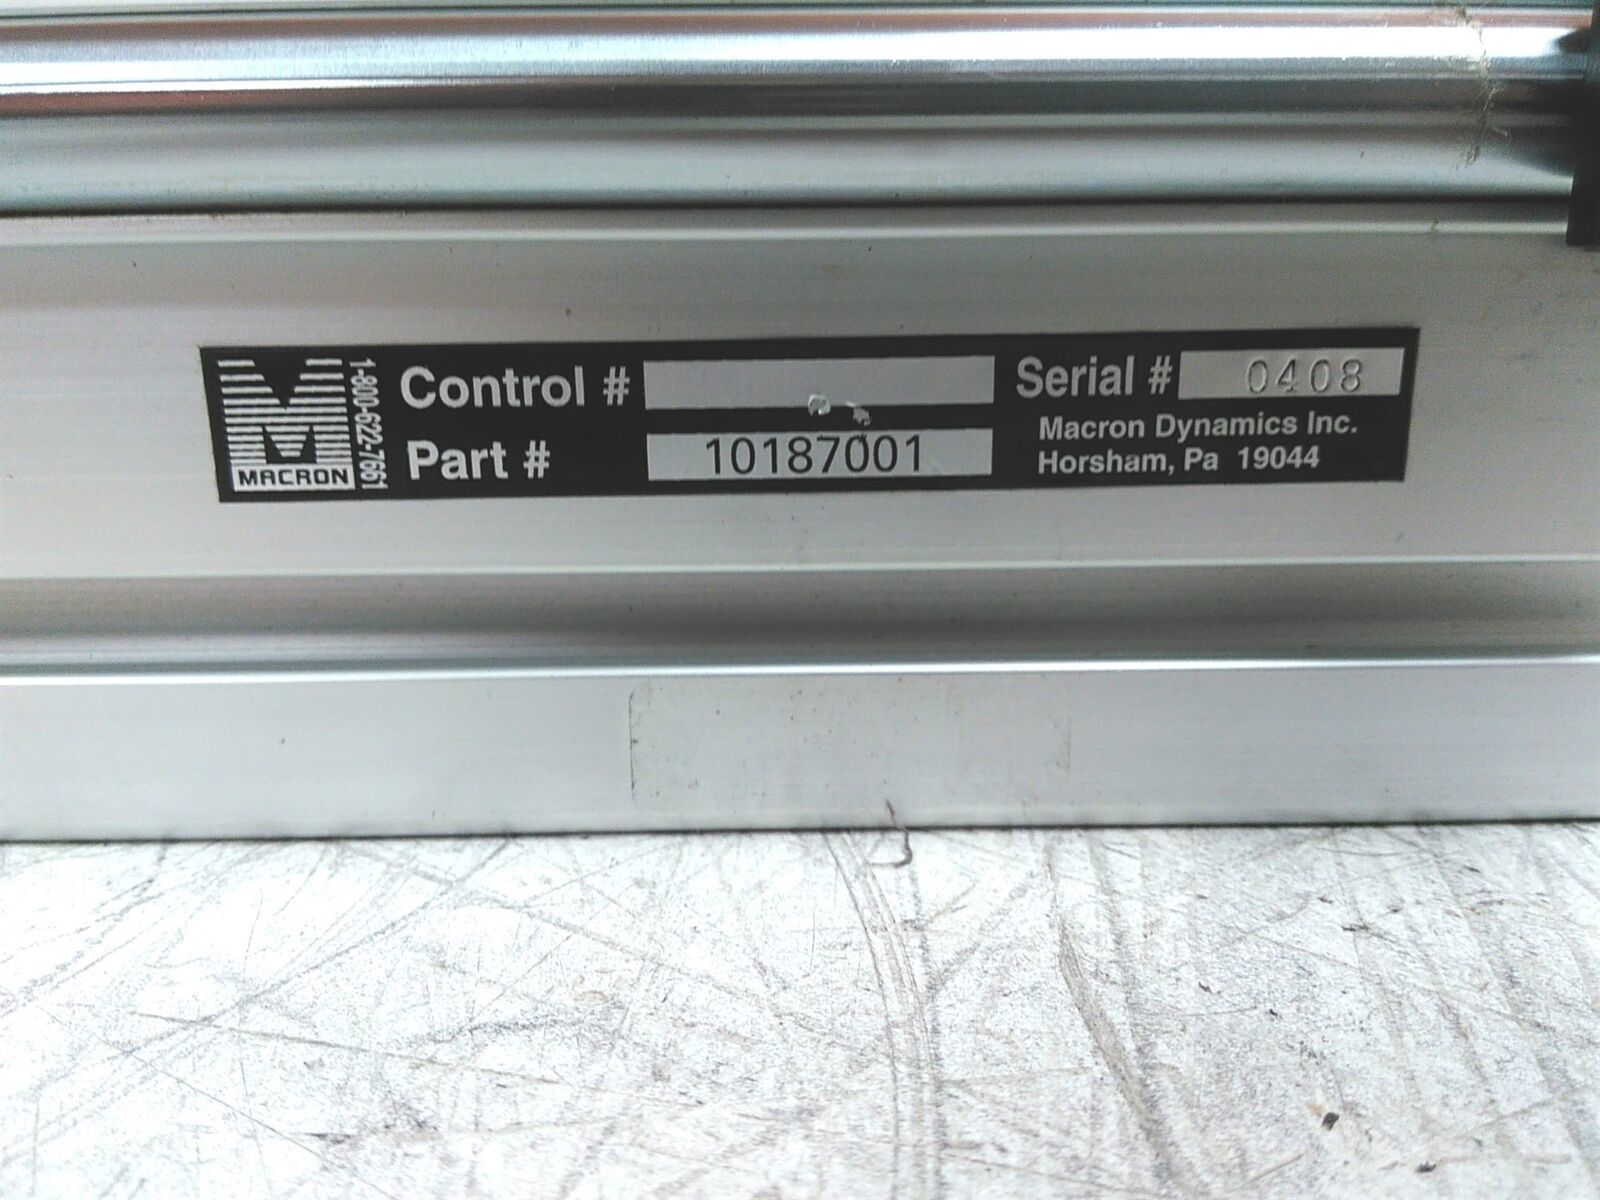 MACRON
1-800-622-7661
Control #
Part # 10187001
Serial # 0408
Macron Dynamics Inc.
Horsham, Pa 19044